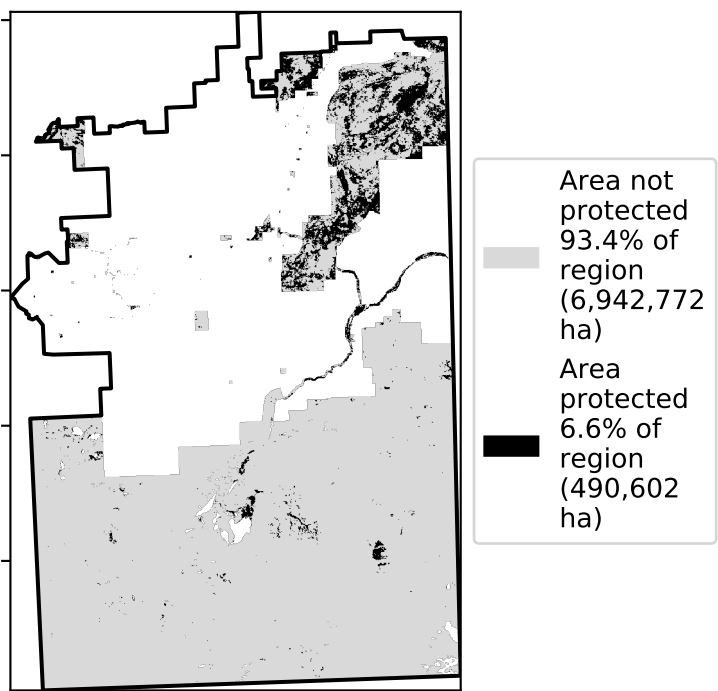 Area not
protected
93.4% of
region
(6,942,772
ha)
Area
protected
6.6% of
region
(490,602
ha)